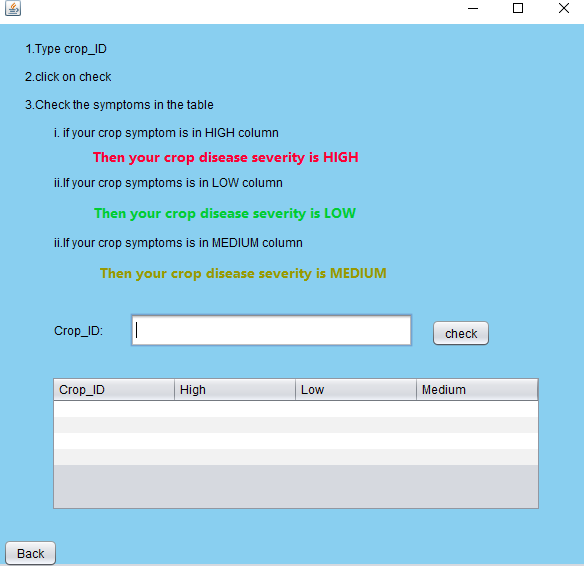 1.Type crop_ID
2.click on check
3.Check the symptoms in the table
i. if your crop symptom is in HIGH column
Then your crop disease severity is HIGH
ii.If your crop symptoms is in LOW column
Then your crop disease severity is LOW
ii.If your crop symptoms is in MEDIUM column
Then your crop disease severity is MEDIUM
Crop_ID: check
Crop_ID High Low Medium
Back